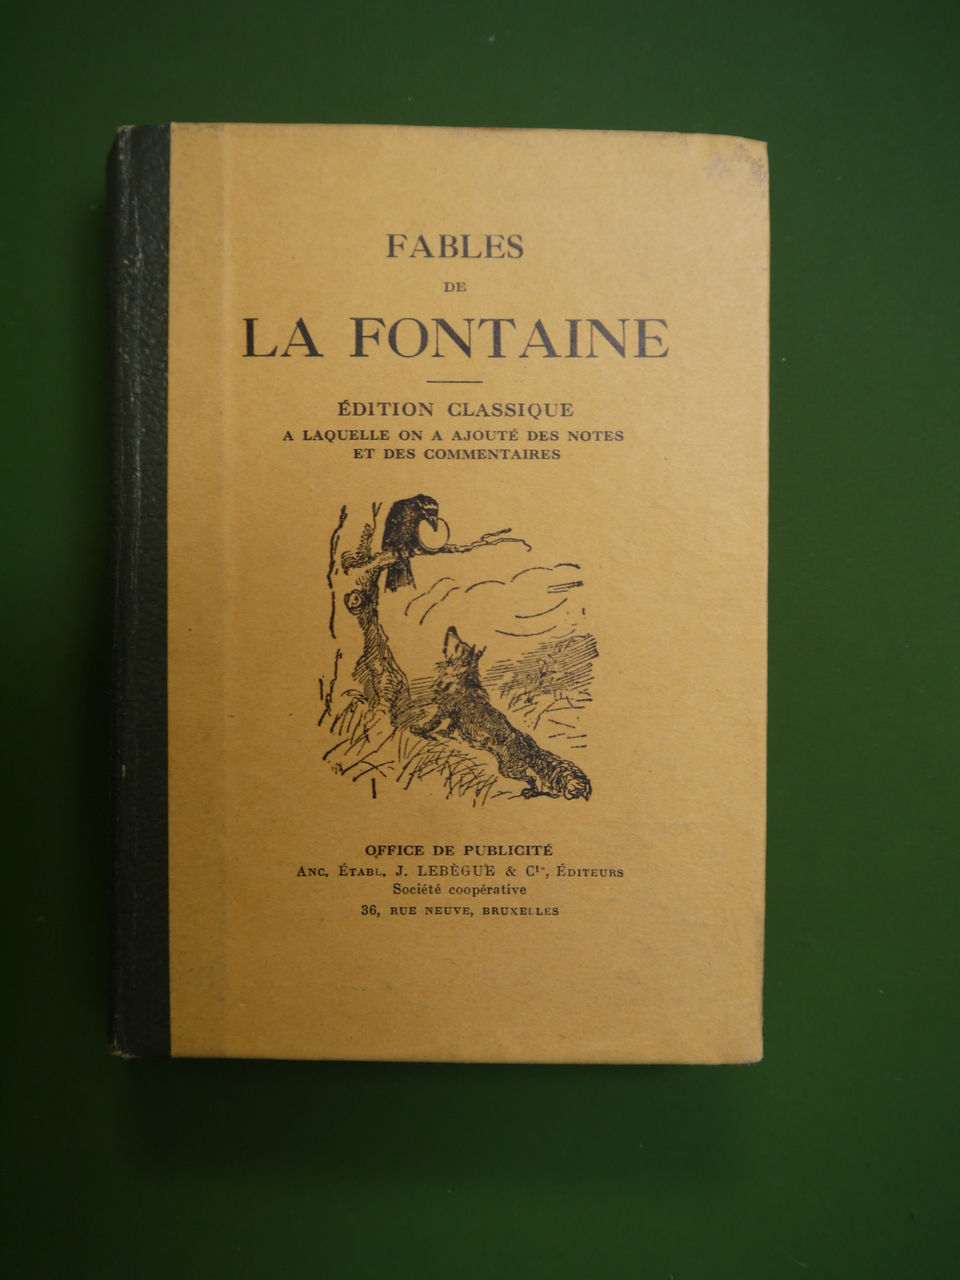 FABLES
DE
LA FONTAINE
ÉDITION CLASSIQUE
A LAQUELLE ON A AJOUTÉ DES NOTES
ET DES COMMENTAIRES
OFFICE DE PUBLICITÉ
ANC. ÉTABL. J. LEBÈGUE & Cie, ÉDITEURS
Société coopérative
36, RUE NEUVE, BRUXELLES